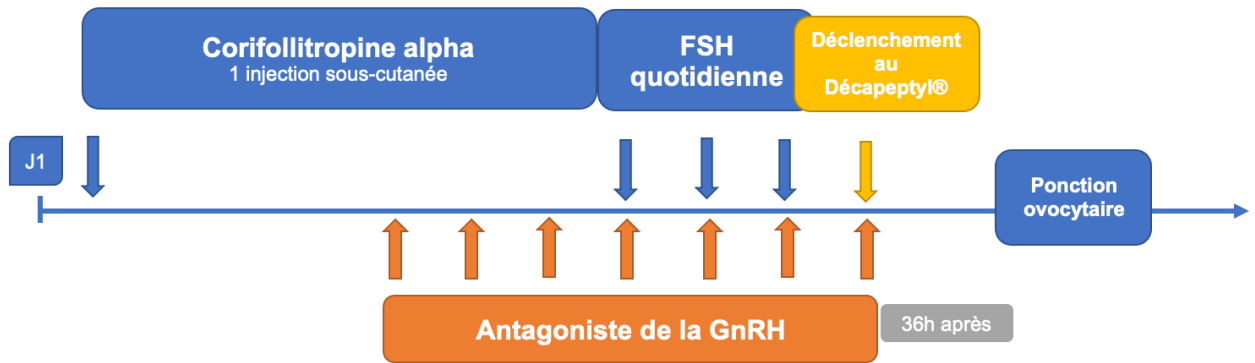 Corifollitropine alpha
1 injection sous-cutanée
FSH
quotidienne
Déclenchement
au
Décapeptyl®
J1
Ponction
ovocytaire
Antagoniste de la GnRH
36h après